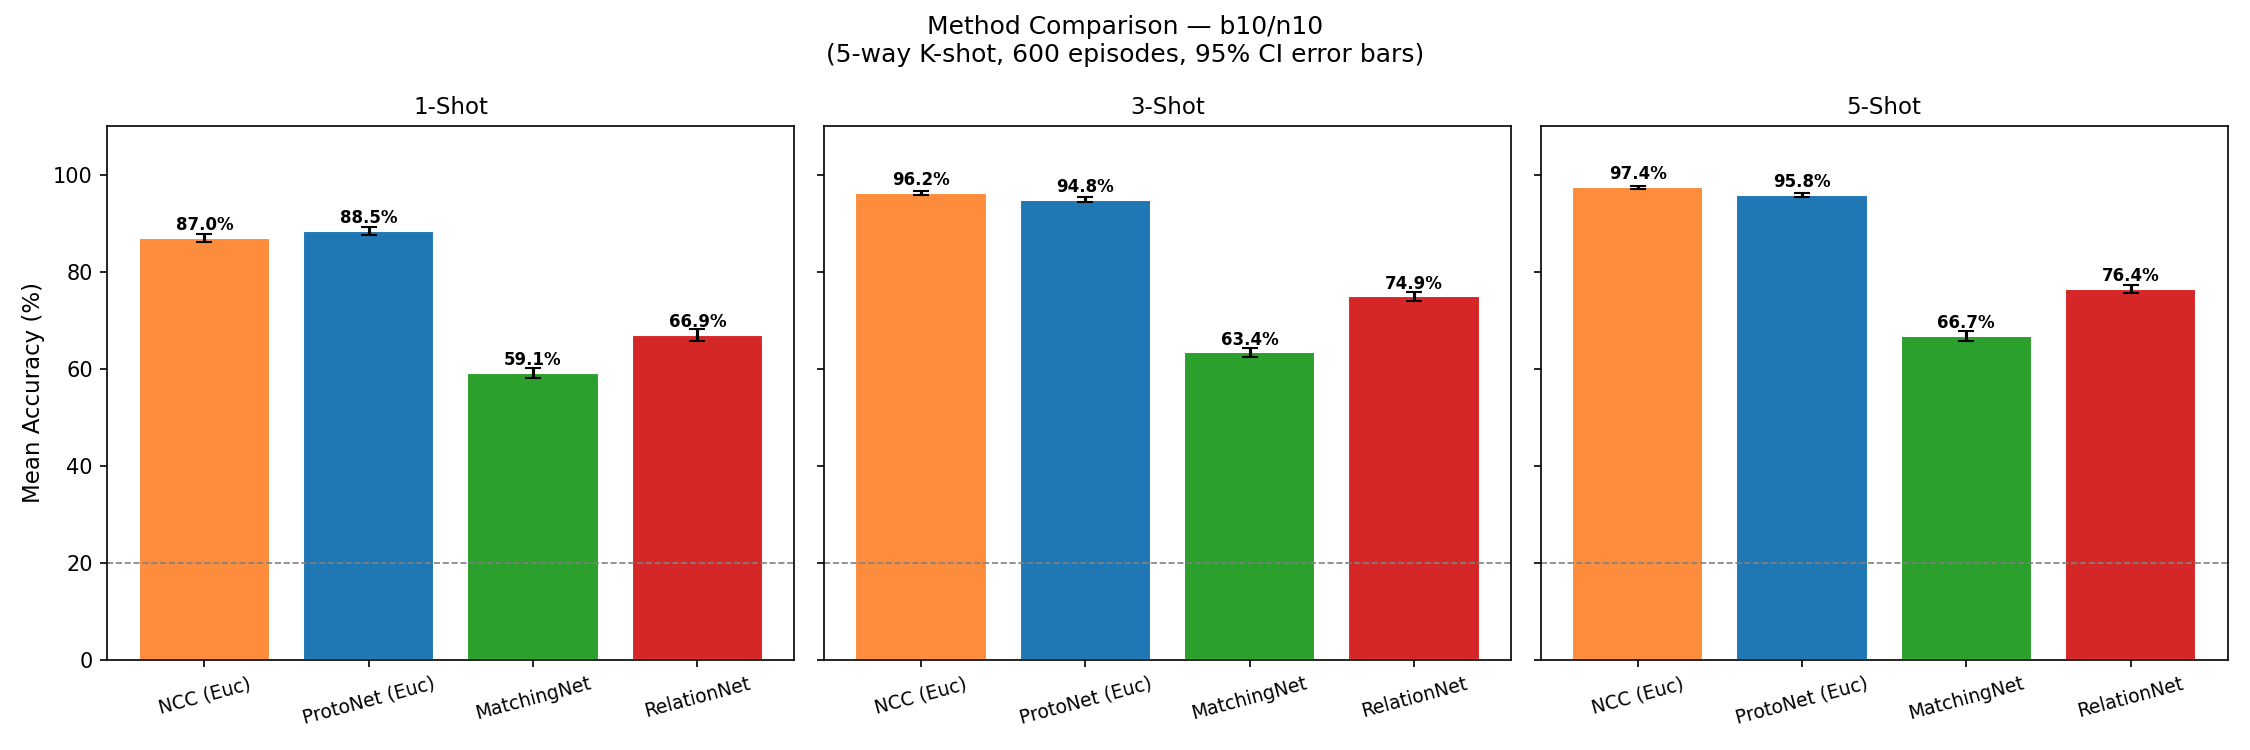 Method Comparison — b10/n10
(5-way K-shot, 600 episodes, 95% CI error bars)
1-Shot
3-Shot
5-Shot
Mean Accuracy (%)
100
80
60
40
20
0
87.0%
88.5%
59.1%
66.9%
96.2%
94.8%
63.4%
74.9%
97.4%
95.8%
66.7%
76.4%
NCC (Euc)
ProtoNet (Euc)
MatchingNet
RelationNet
NCC (Euc)
ProtoNet (Euc)
MatchingNet
RelationNet
NCC (Euc)
ProtoNet (Euc)
MatchingNet
RelationNet